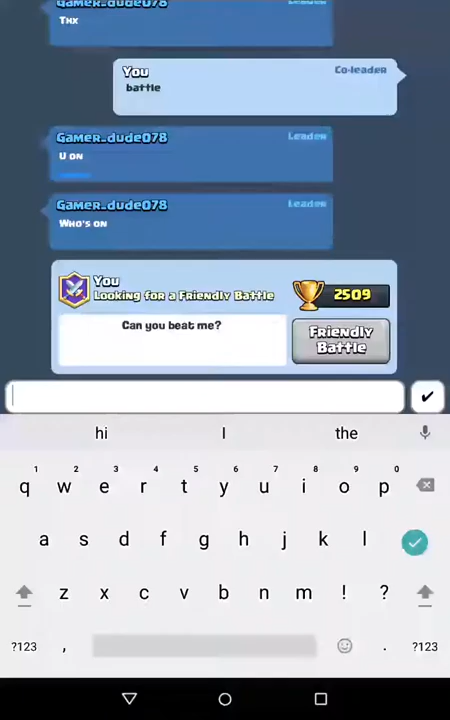 Gamer_dude078
Thx
You
Co-leader
battle
Gamer_dude078
Leader
U on
Gamer_dude078
Leader
Who's on
You
Looking for a Friendly Battle
2509
Can you beat me?
Friendly
Battle
hi I the
1 2 3 4 5 6 7 8 9 0
q w e r t y u i o p
a s d f g h j k l
z x c v b n m ! ?
?123 , . ?123